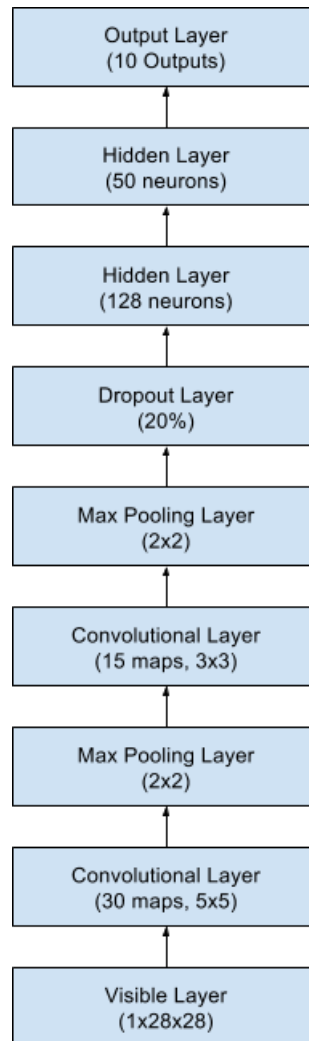 Output Layer
(10 Outputs)
Hidden Layer
(50 neurons)
Hidden Layer
(128 neurons)
Dropout Layer
(20%)
Max Pooling Layer
(2x2)
Convolutional Layer
(15 maps, 3x3)
Max Pooling Layer
(2x2)
Convolutional Layer
(30 maps, 5x5)
Visible Layer
(1x28x28)